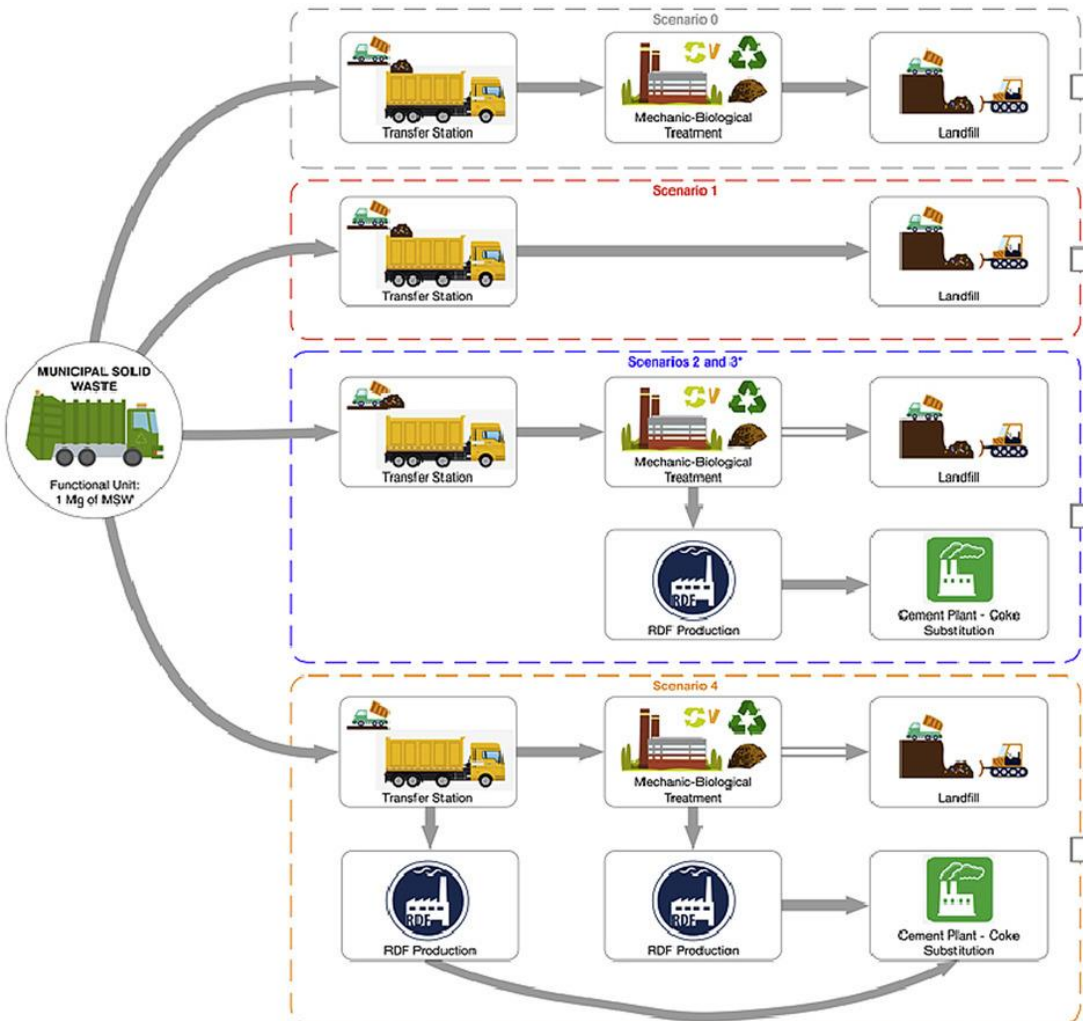 Scenario 0
Transfer Station
Mechanic-Biological
Treatment
Landfill
Scenario 1
Transfer Station
Landfill
MUNICIPAL SOLID
WASTE
Functional Unit:
1 Mg of MSW
Scenarios 2 and 3*
Transfer Station
Mechanic-Biological
Treatment
Landfill
RDF
RDF Production
Cement Plant - Coke
Substitution
Scenario 4
Transfer Station
Mechanic-Biological
Treatment
Landfill
RDF
RDF Production
RDF
RDF Production
Cement Plant - Coke
Substitution